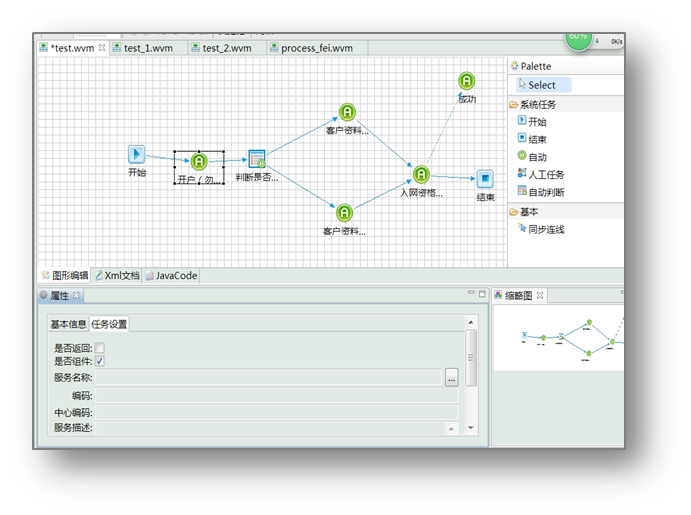 60%
0K/s
*test.wvm
test_1.wvm
test_2.wvm
process_fei.wvm
Palette
Select
系统任务
开始
结束
自动
人工任务
自动判断
基本
同步连线
成功
客户资料...
开始
开户（勿...
判断是否...
入网资格...
结束
客户资料...
图形编辑
Xml文档
JavaCode
属性
缩略图
基本信息
任务设置
是否返回:
是否组件:
服务名称:
...
编码:
中心编码:
服务描述: